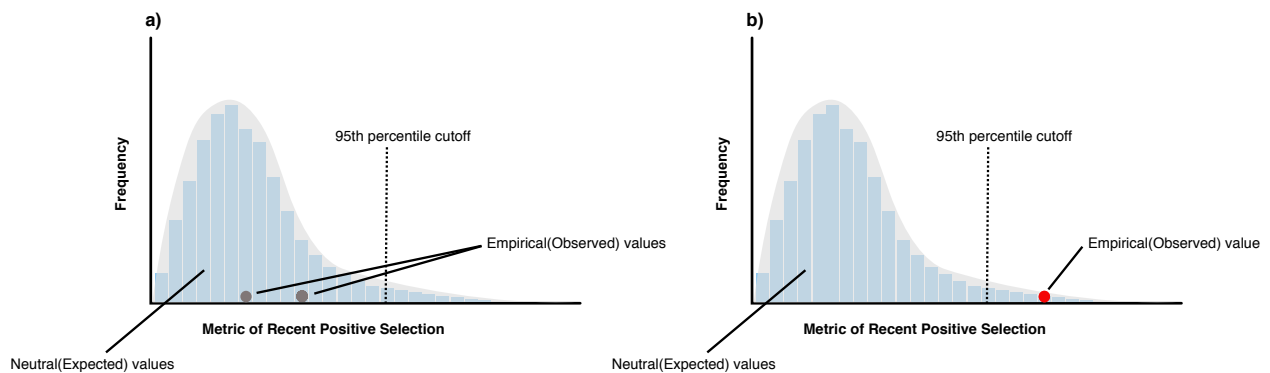 a)
Frequency
95th percentile cutoff
Empirical(Observed) values
Metric of Recent Positive Selection
Neutral(Expected) values
b)
Frequency
95th percentile cutoff
Empirical(Observed) value
Metric of Recent Positive Selection
Neutral(Expected) values